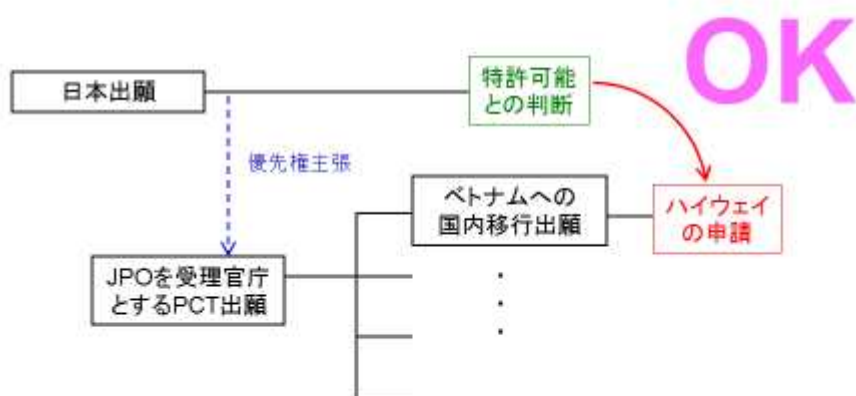 OK
日本出願
特許可能
との判断
優先権主張
ベトナムへの
国内移行出願
ハイウェイ
の申請
JPOを受理官庁
とするPCT出願